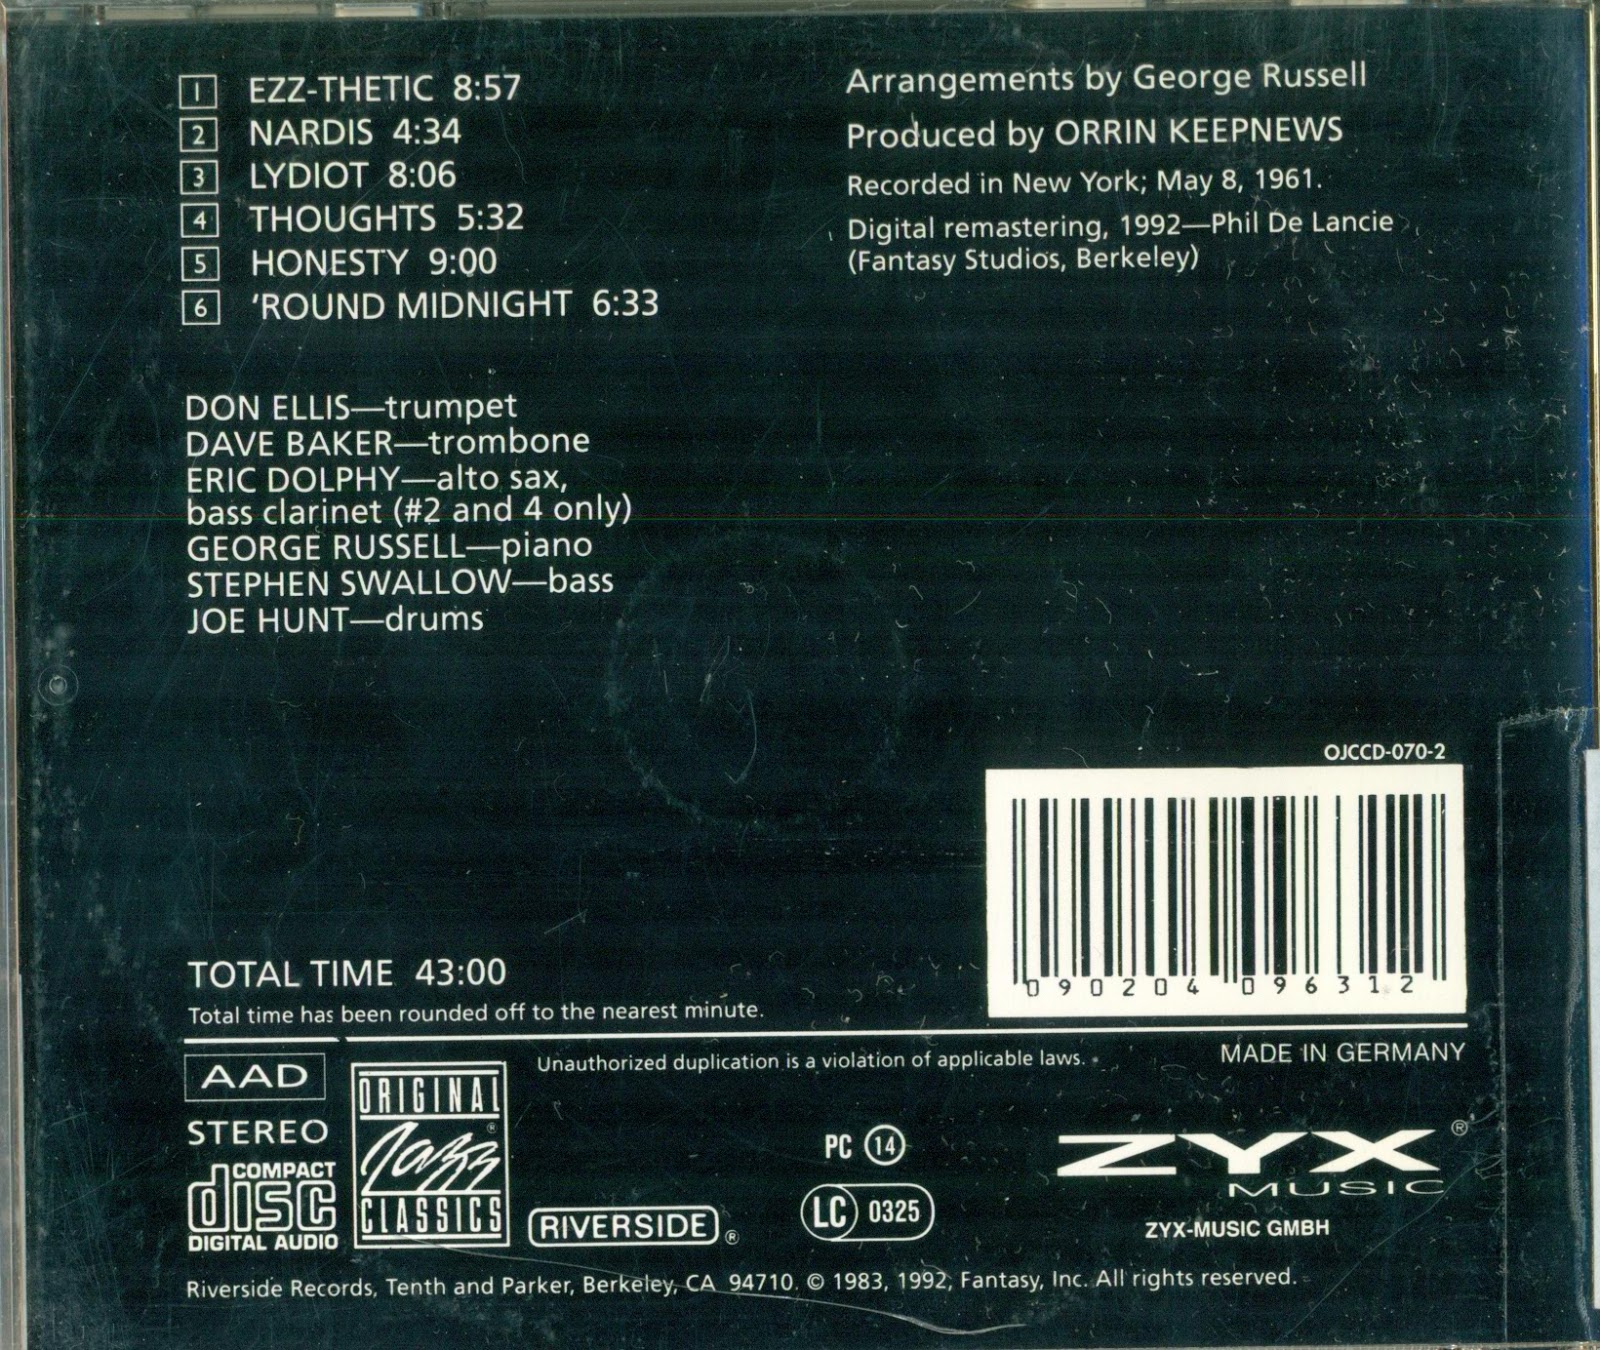 1 EZZ-THETIC 8:57
2 NARDIS 4:34
3 LYDIOT 8:06
4 THOUGHTS 5:32
5 HONESTY 9:00
6 'ROUND MIDNIGHT 6:33
Arrangements by George Russell
Produced by ORRIN KEEPNEWS
Recorded in New York; May 8, 1961.
Digital remastering, 1992—Phil De Lancie
(Fantasy Studios, Berkeley)
DON ELLIS—trumpet
DAVE BAKER—trombone
ERIC DOLPHY—alto sax,
bass clarinet (#2 and 4 only)
GEORGE RUSSELL—piano
STEPHEN SWALLOW—bass
JOE HUNT—drums
OJCCD-070-2
090204 096312
TOTAL TIME 43:00
Total time has been rounded off to the nearest minute.
AAD
STEREO
COMPACT
disc
DIGITAL AUDIO
ORIGINAL
Jazz ®
CLASSICS
Unauthorized duplication is a violation of applicable laws.
MADE IN GERMANY
RIVERSIDE ®
PC 14
LC 0325
ZYX ®
MUSIC
ZYX-MUSIC GMBH
Riverside Records, Tenth and Parker, Berkeley, CA 94710. © 1983, 1992, Fantasy, Inc. All rights reserved.